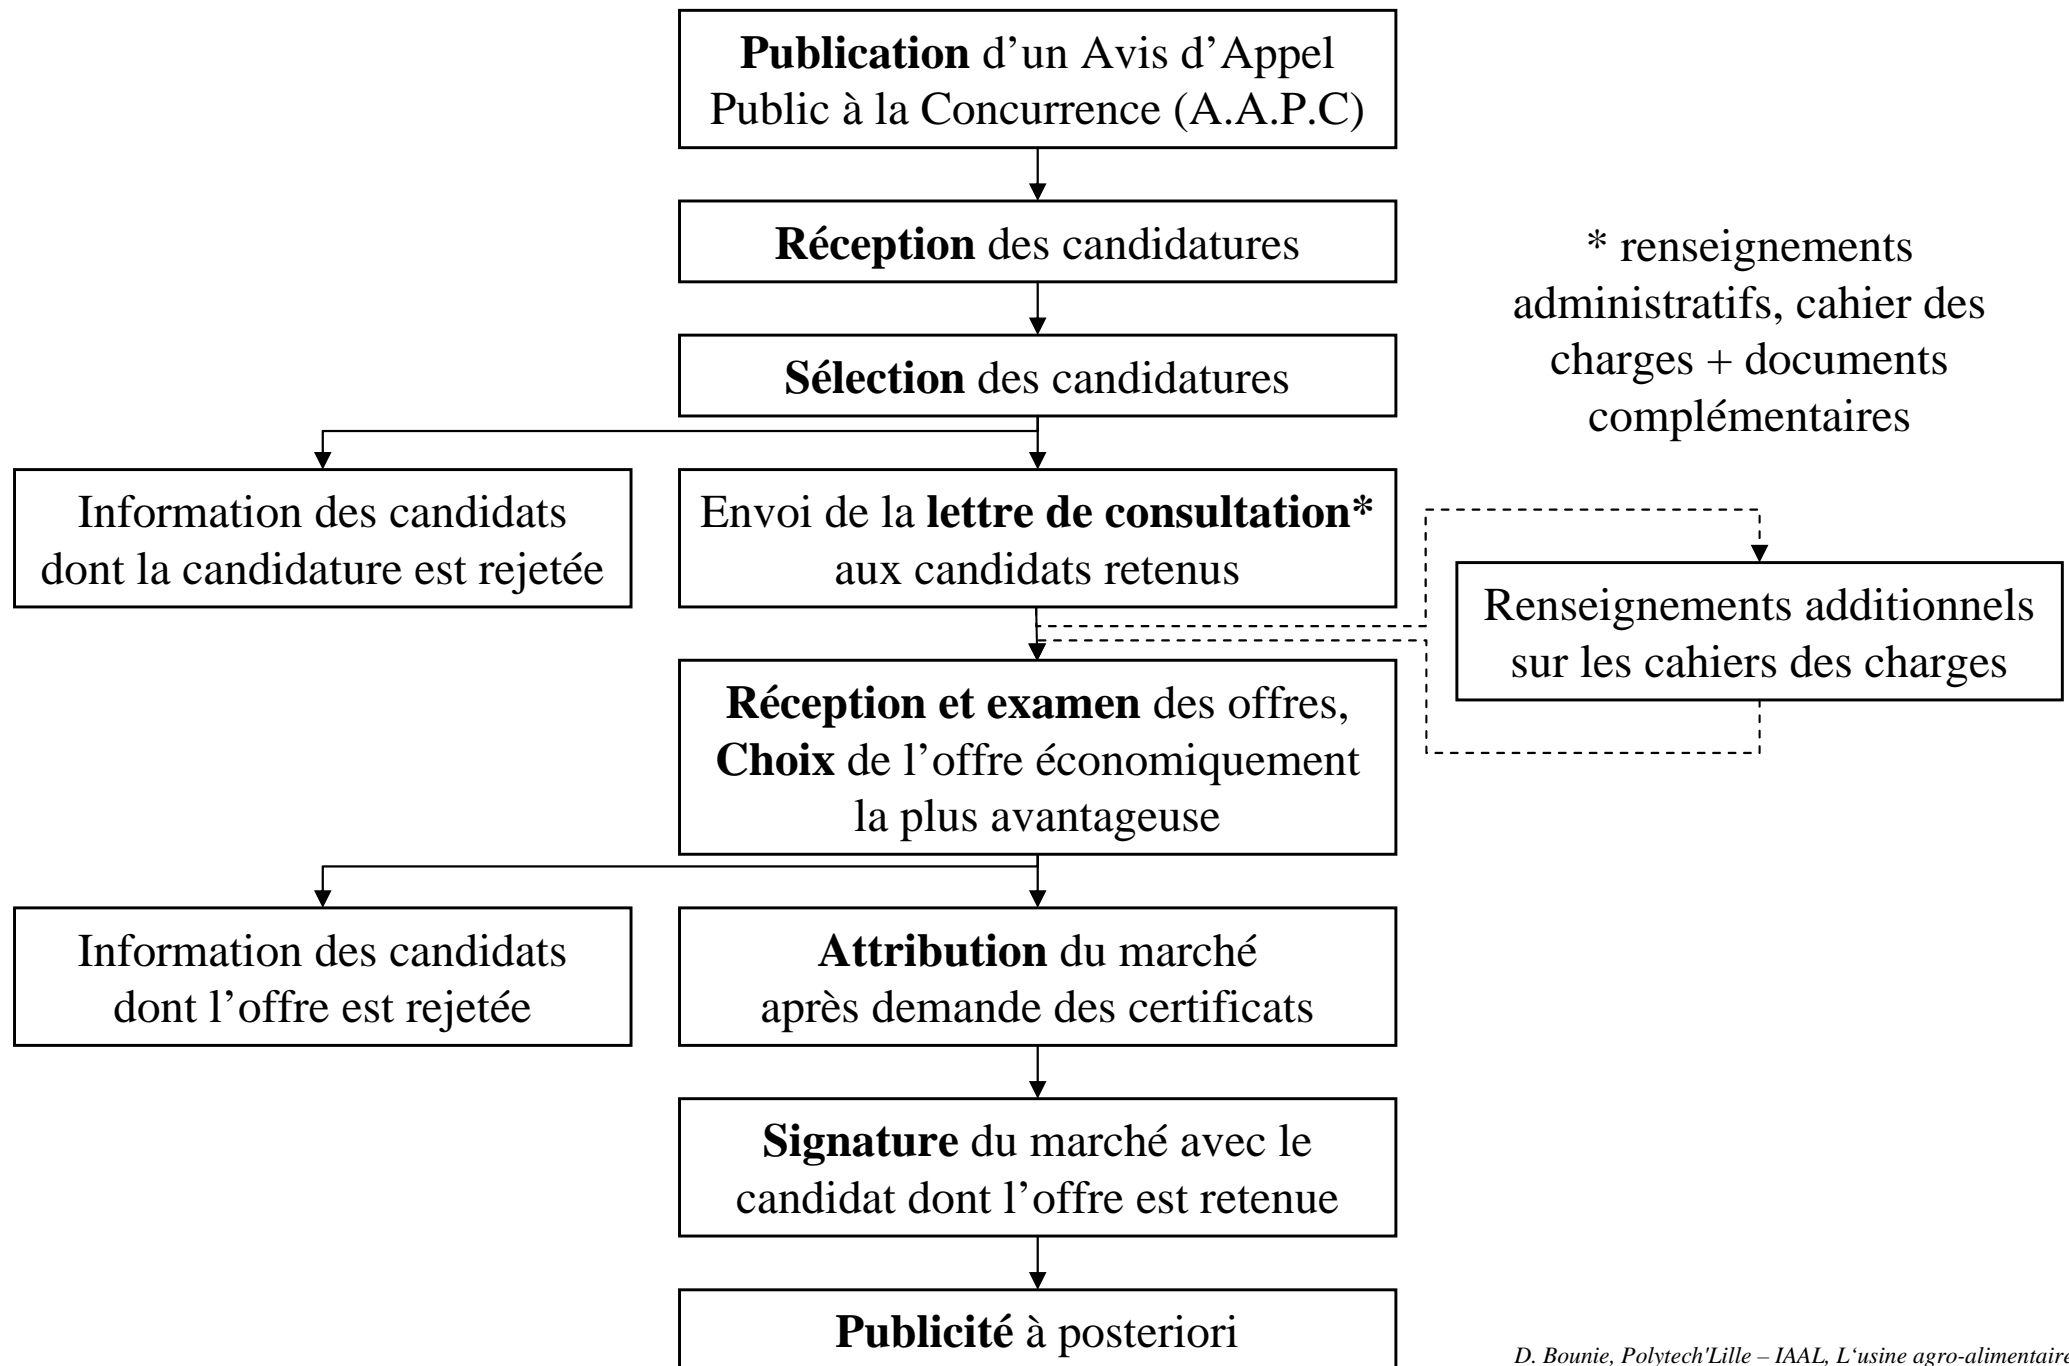 Publication d’un Avis d’Appel
Public à la Concurrence (A.A.P.C)
Réception des candidatures
* renseignements
administratifs, cahier des
charges + documents
complémentaires
Sélection des candidatures
Information des candidats
dont la candidature est rejetée
Envoi de la lettre de consultation*
aux candidats retenus
Renseignements additionnels
sur les cahiers des charges
Réception et examen des offres,
Choix de l’offre économiquement
la plus avantageuse
Information des candidats
dont l’offre est rejetée
Attribution du marché
après demande des certificats
Signature du marché avec le
candidat dont l’offre est retenue
Publicité à posteriori
D. Bounie, Polytech'Lille – IAAL, L‘usine agro-alimentaire